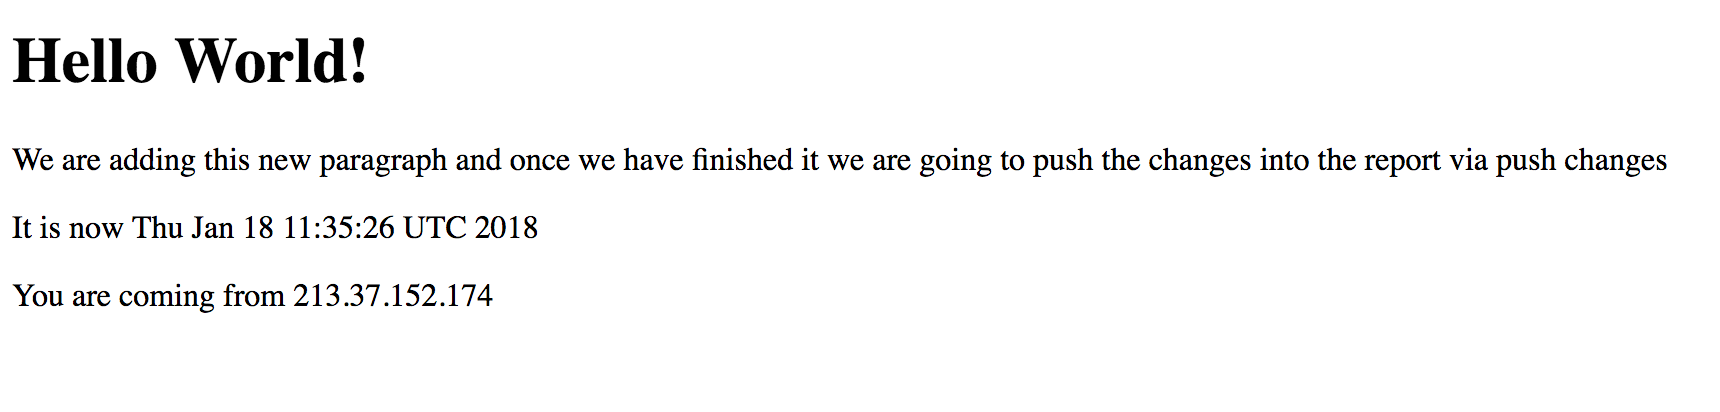 Hello World!
We are adding this new paragraph and once we have finished it we are going to push the changes into the report via push changes
It is now Thu Jan 18 11:35:26 UTC 2018
You are coming from 213.37.152.174